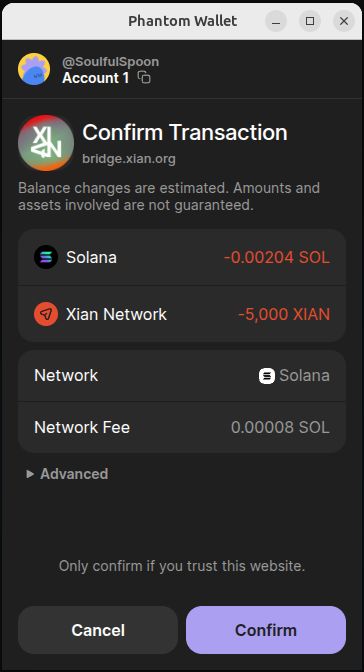 Phantom Wallet
@SoulfulSpoon
Account 1
XI
AN
Confirm Transaction
bridge.xian.org
Balance changes are estimated. Amounts and
assets involved are not guaranteed.
Solana -0.00204 SOL
Xian Network -5,000 XIAN
Network Solana
Network Fee 0.00008 SOL
Advanced
Only confirm if you trust this website.
Cancel Confirm